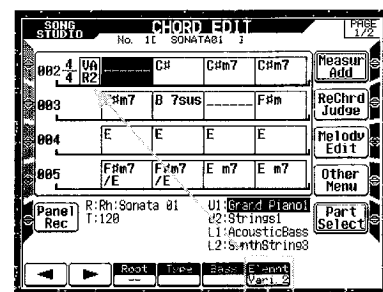 SONG STUDIO CHORD EDIT PAGE 1/2
No. 1[ SONATA01 ]
002 4/4 VA R2 ------ C# C#m7 C#m7 Measur Add
003 F#m7 B 7sus ------ F#m ReChrd Judge
004 E E E E Melody Edit
005 F#m7/E F#m7/E E m7 E m7 Other Menu
Panel Rec R:Rh:Sonata 01 U1:Grand Piano1 Part Select
T:120 U2:Strings1
L1:AcousticBass
L2:SynthString3
Root Type Bass Elemnt
-- Vari.2